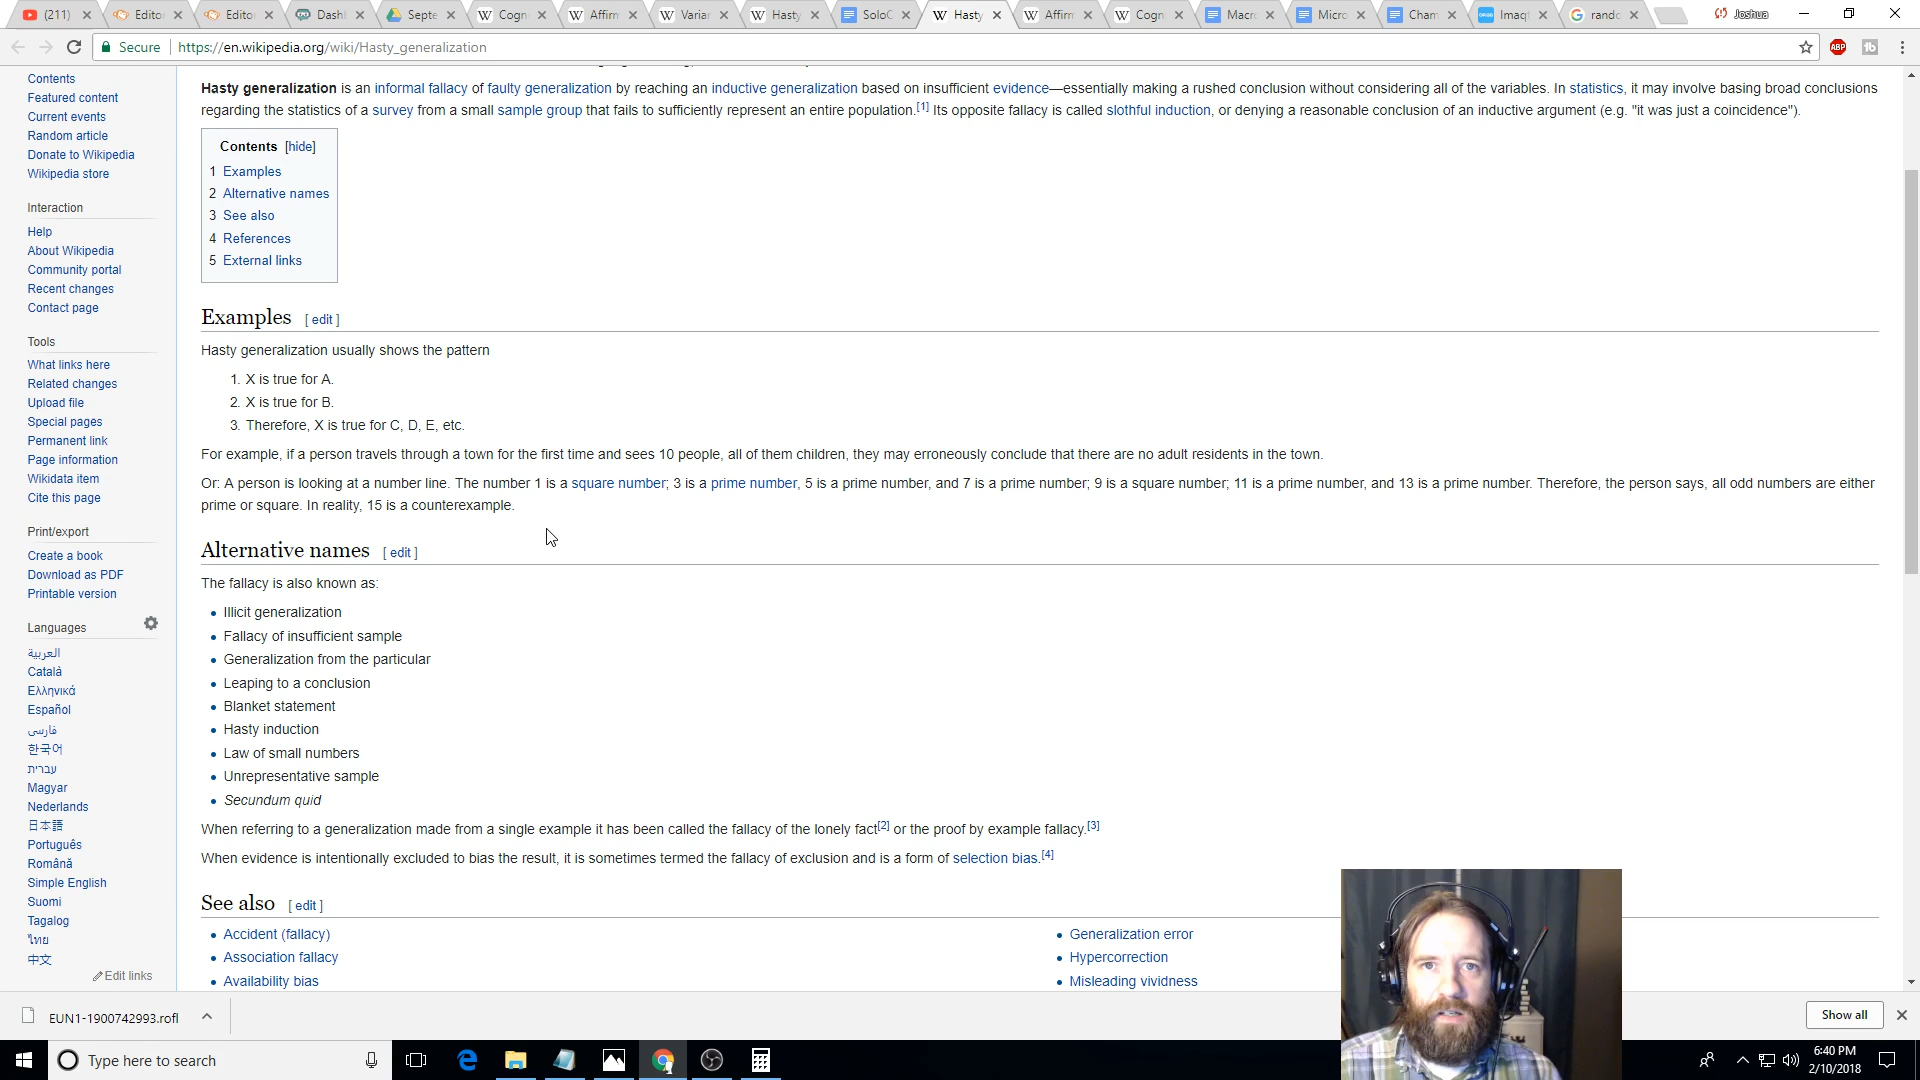 (211)
Editor
Editor
Dashl
Septe
Cogn
Affirm
Varian
Hasty
SoloC
Hasty
Affirm
Cogn
Macro
Micro
Cham
Imaqt
rando
Joshua
Secure
https://en.wikipedia.org/wiki/Hasty_generalization
ABP
Contents
Featured content
Current events
Random article
Donate to Wikipedia
Wikipedia store
Interaction
Help
About Wikipedia
Community portal
Recent changes
Contact page
Tools
What links here
Related changes
Upload file
Special pages
Permanent link
Page information
Wikidata item
Cite this page
Print/export
Create a book
Download as PDF
Printable version
Languages
العربية
Català
Ελληνικά
Español
فارسی
한국어
עברית
Magyar
Nederlands
日本語
Português
Română
Simple English
Suomi
Tagalog
ไทย
中文
Edit links
Hasty generalization is an informal fallacy of faulty generalization by reaching an inductive generalization based on insufficient evidence—essentially making a rushed conclusion without considering all of the variables. In statistics, it may involve basing broad conclusions
regarding the statistics of a survey from a small sample group that fails to sufficiently represent an entire population.[1] Its opposite fallacy is called slothful induction, or denying a reasonable conclusion of an inductive argument (e.g. "it was just a coincidence").
Contents [hide]
1 Examples
2 Alternative names
3 See also
4 References
5 External links
Examples [ edit ]
Hasty generalization usually shows the pattern
1. X is true for A.
2. X is true for B.
3. Therefore, X is true for C, D, E, etc.
For example, if a person travels through a town for the first time and sees 10 people, all of them children, they may erroneously conclude that there are no adult residents in the town.
Or: A person is looking at a number line. The number 1 is a square number; 3 is a prime number, 5 is a prime number, and 7 is a prime number; 9 is a square number; 11 is a prime number, and 13 is a prime number. Therefore, the person says, all odd numbers are either
prime or square. In reality, 15 is a counterexample.
Alternative names [ edit ]
The fallacy is also known as:
Illicit generalization
Fallacy of insufficient sample
Generalization from the particular
Leaping to a conclusion
Blanket statement
Hasty induction
Law of small numbers
Unrepresentative sample
Secundum quid
When referring to a generalization made from a single example it has been called the fallacy of the lonely fact[2] or the proof by example fallacy.[3]
When evidence is intentionally excluded to bias the result, it is sometimes termed the fallacy of exclusion and is a form of selection bias.[4]
See also [ edit ]
Accident (fallacy)
Association fallacy
Availability bias
Generalization error
Hypercorrection
Misleading vividness
EUN1-1900742993.rofl
Show all
Type here to search
6:40 PM
2/10/2018